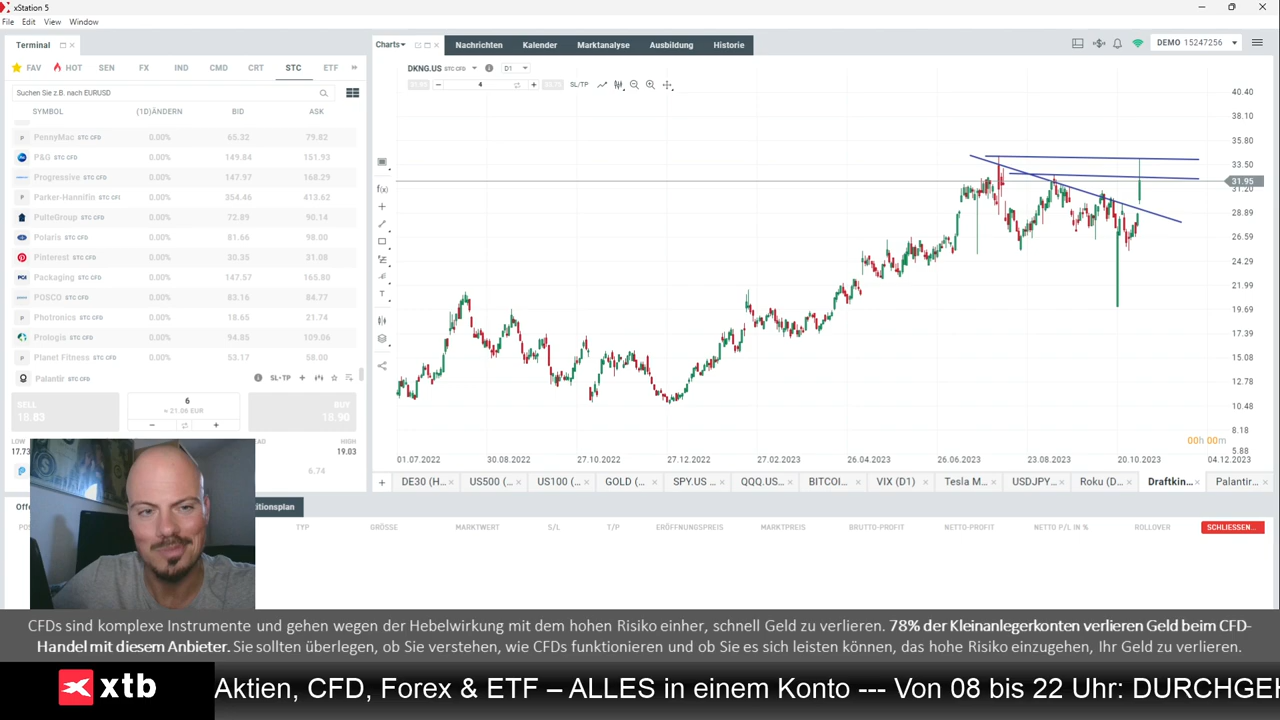 xStation 5
File Edit View Window
Terminal
Charts Nachrichten Kalender Marktanalyse Ausbildung Historie
DEMO 15247256
FAV HOT SEN FX IND CMD CRT STC ETF
DKNG.US STC CFD D1
4 SL/TP
Suchen Sie z.B. nach EURUSD
SYMBOL (1D)ÄNDERN BID ASK
PennyMac STC CFD 0.00% 65.32 79.82
P&G STC CFD 0.00% 149.84 151.93
Progressive STC CFD 0.00% 147.97 168.29
Parker-Hannifin STC CFI 0.00% 354.46 413.62
PulteGroup STC CFD 0.00% 72.89 90.14
Polaris STC CFD 0.00% 81.66 98.00
Pinterest STC CFD 0.00% 30.35 31.08
Packaging STC CFD 0.00% 147.57 165.80
POSCO STC CFD 0.00% 83.16 84.77
Photronics STC CFD 0.00% 18.65 21.74
Prologis STC CFD 0.00% 94.85 109.06
Planet Fitness STC CFD 0.00% 53.17 58.00
Palantir STC CFD SL+TP
SELL
18.83
6
≈ 21.06 EUR
BUY
18.90
LOW HIGH
17.73 19.03
6.74
40.40
38.10
35.80
33.50
31.95
31.20
28.89
26.59
24.29
21.99
19.69
17.39
15.08
12.78
10.48
8.18
5.88
00h 00m
01.07.2022 30.08.2022 27.10.2022 27.12.2022 27.02.2023 26.04.2023 26.06.2023 23.08.2023 20.10.2023 04.12.2023
DE30 (H... US500 (... US100 (... GOLD (... SPY.US ... QQQ.US... BITCOI... VIX (D1) Tesla M... USDJPY... Roku (D... Draftkin... Palantir...
TYP GRÖSSE MARKTWERT S/L T/P ERÖFFNUNGSPREIS MARKTPREIS BRUTTO-PROFIT NETTO-PROFIT NETTO P/L IN % ROLLOVER SCHLIESSEN...
CFDs sind komplexe Instrumente und gehen wegen der Hebelwirkung mit dem hohen Risiko einher, schnell Geld zu verlieren. 78% der Kleinanlegerkonten verlieren Geld beim CFD-
Handel mit diesem Anbieter. Sie sollten überlegen, ob Sie verstehen, wie CFDs funktionieren und ob Sie es sich leisten können, das hohe Risiko einzugehen, Ihr Geld zu verlieren.
xtb Aktien, CFD, Forex & ETF – ALLES in einem Konto --- Von 08 bis 22 Uhr: DURCHGEH